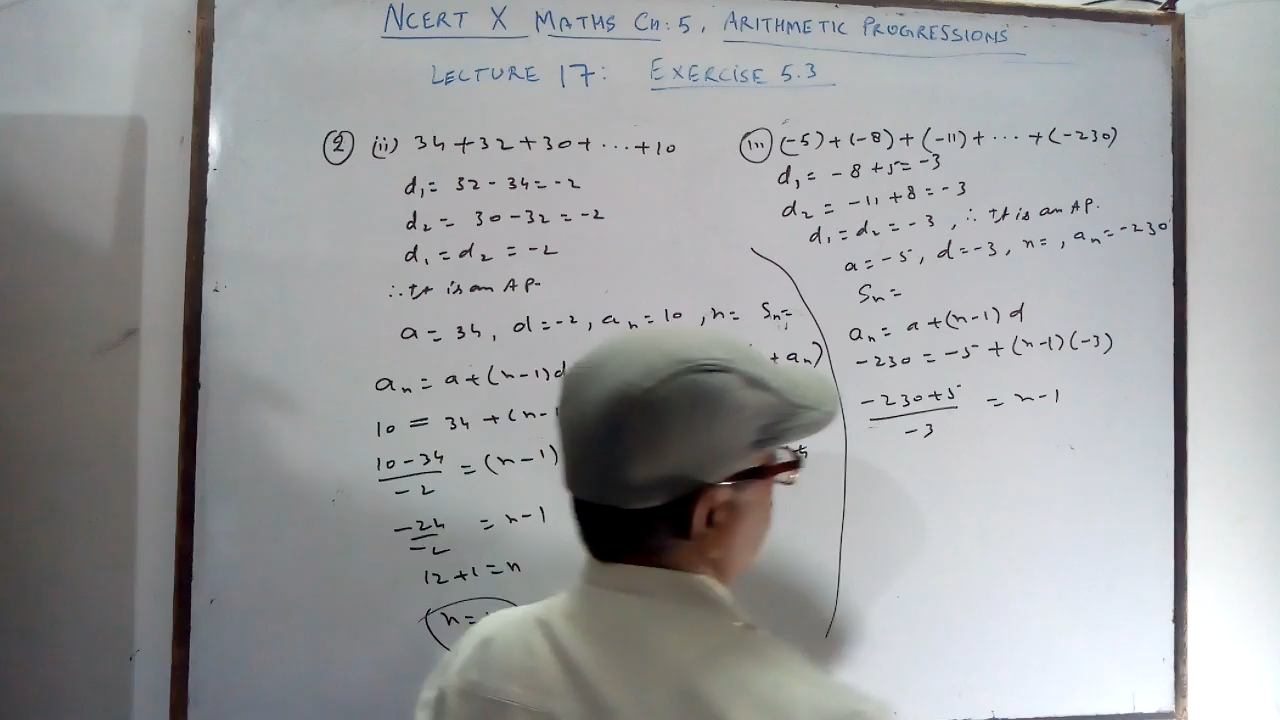 NCERT X MATHS CH: 5, ARITHMETIC PROGRESSIONS
LECTURE 17: EXERCISE 5.3
(2) (ii) 34+32+30+...+10
d₁ = 32-34 = -2
d₂ = 30-32 = -2
d₁ = d₂ = -2
∴ It is an AP.
a = 34, d = -2, aₙ = 10, n = Sₙ =
aₙ = a+(n-1)d
+ aₙ)
10 = 34 + (n-1
10-34/-2 = (n-1)
-24/-2 = n-1
12+1 = n
n =
(iii) (-5)+(-8)+(-11)+...+(-230)
d₁ = -8+5 = -3
d₂ = -11+8 = -3
d₁ = d₂ = -3, ∴ It is an AP.
a = -5, d = -3, n = , aₙ = -230
Sₙ =
aₙ = a+(n-1)d
-230 = -5+(n-1)(-3)
-230+5/-3 = n-1